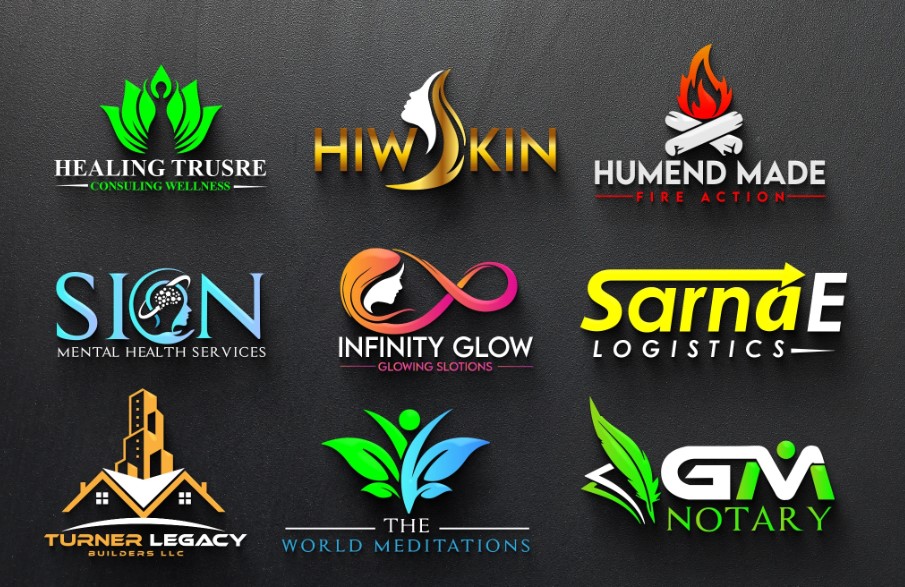 HEALING TRUSRE
CONSULING WELLNESS
HIWSKIN
HUMEND MADE
FIRE ACTION
SION
MENTAL HEALTH SERVICES
INFINITY GLOW
GLOWING SLOTIONS
SarnaE
LOGISTICS
TURNER LEGACY
BUILDERS LLC
THE
WORLD MEDITATIONS
GM
NOTARY